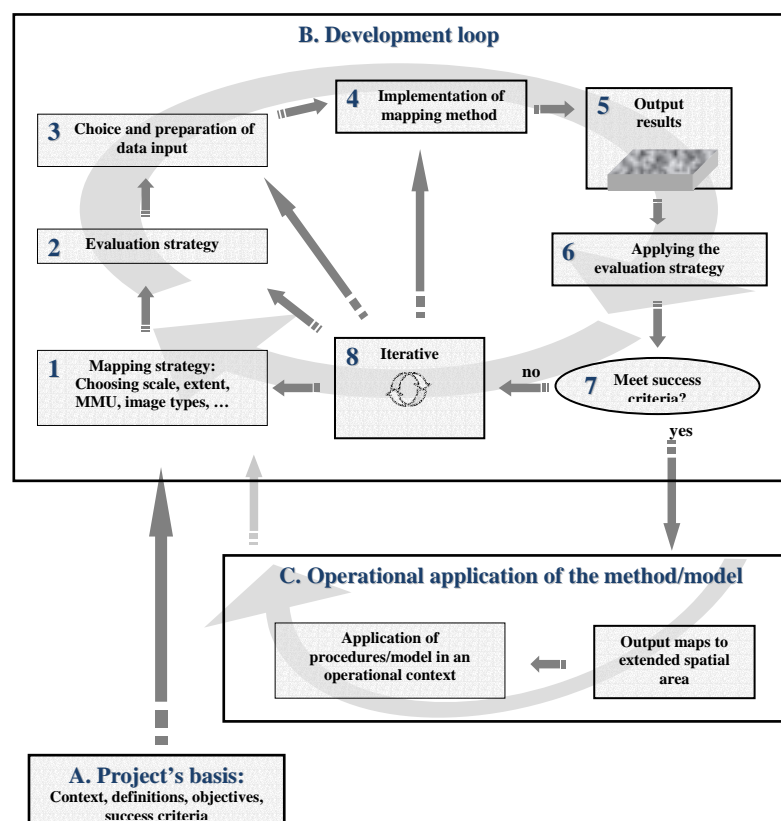 B. Development loop
3 Choice and preparation of
data input
4 Implementation of
mapping method
5 Output
results
2 Evaluation strategy
6 Applying the
evaluation strategy
1 Mapping strategy:
Choosing scale, extent,
MMU, image types, …
8 Iterative
no
7 Meet success
criteria?
yes
C. Operational application of the method/model
Application of
procedures/model in an
operational context
Output maps to
extended spatial
area
A. Project's basis:
Context, definitions, objectives,
success criteria